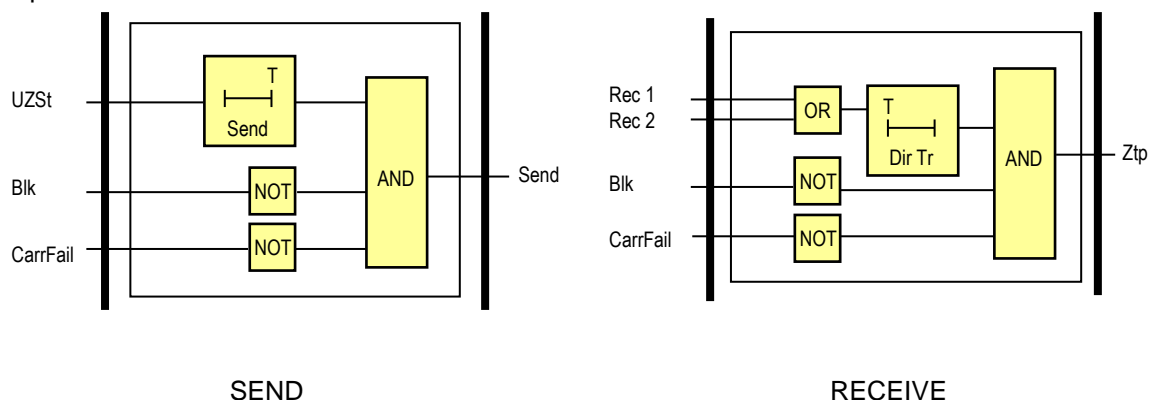 UZSt
T
Send
Blk
NOT
AND
Send
CarrFail
NOT
SEND
Rec 1
Rec 2
OR
T
Dir Tr
AND
Ztp
Blk
NOT
CarrFail
NOT
RECEIVE